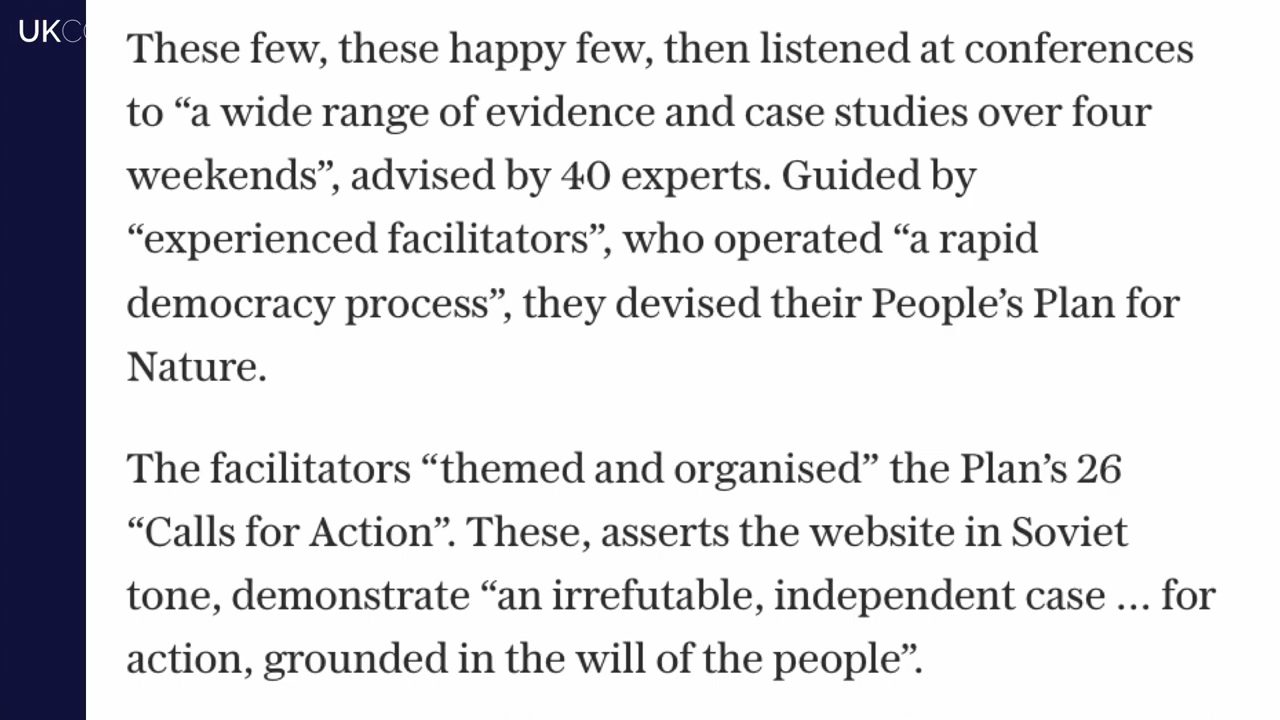 UKC
These few, these happy few, then listened at conferences
to “a wide range of evidence and case studies over four
weekends”, advised by 40 experts. Guided by
“experienced facilitators”, who operated “a rapid
democracy process”, they devised their People’s Plan for
Nature.
The facilitators “themed and organised” the Plan’s 26
“Calls for Action”. These, asserts the website in Soviet
tone, demonstrate “an irrefutable, independent case ... for
action, grounded in the will of the people”.